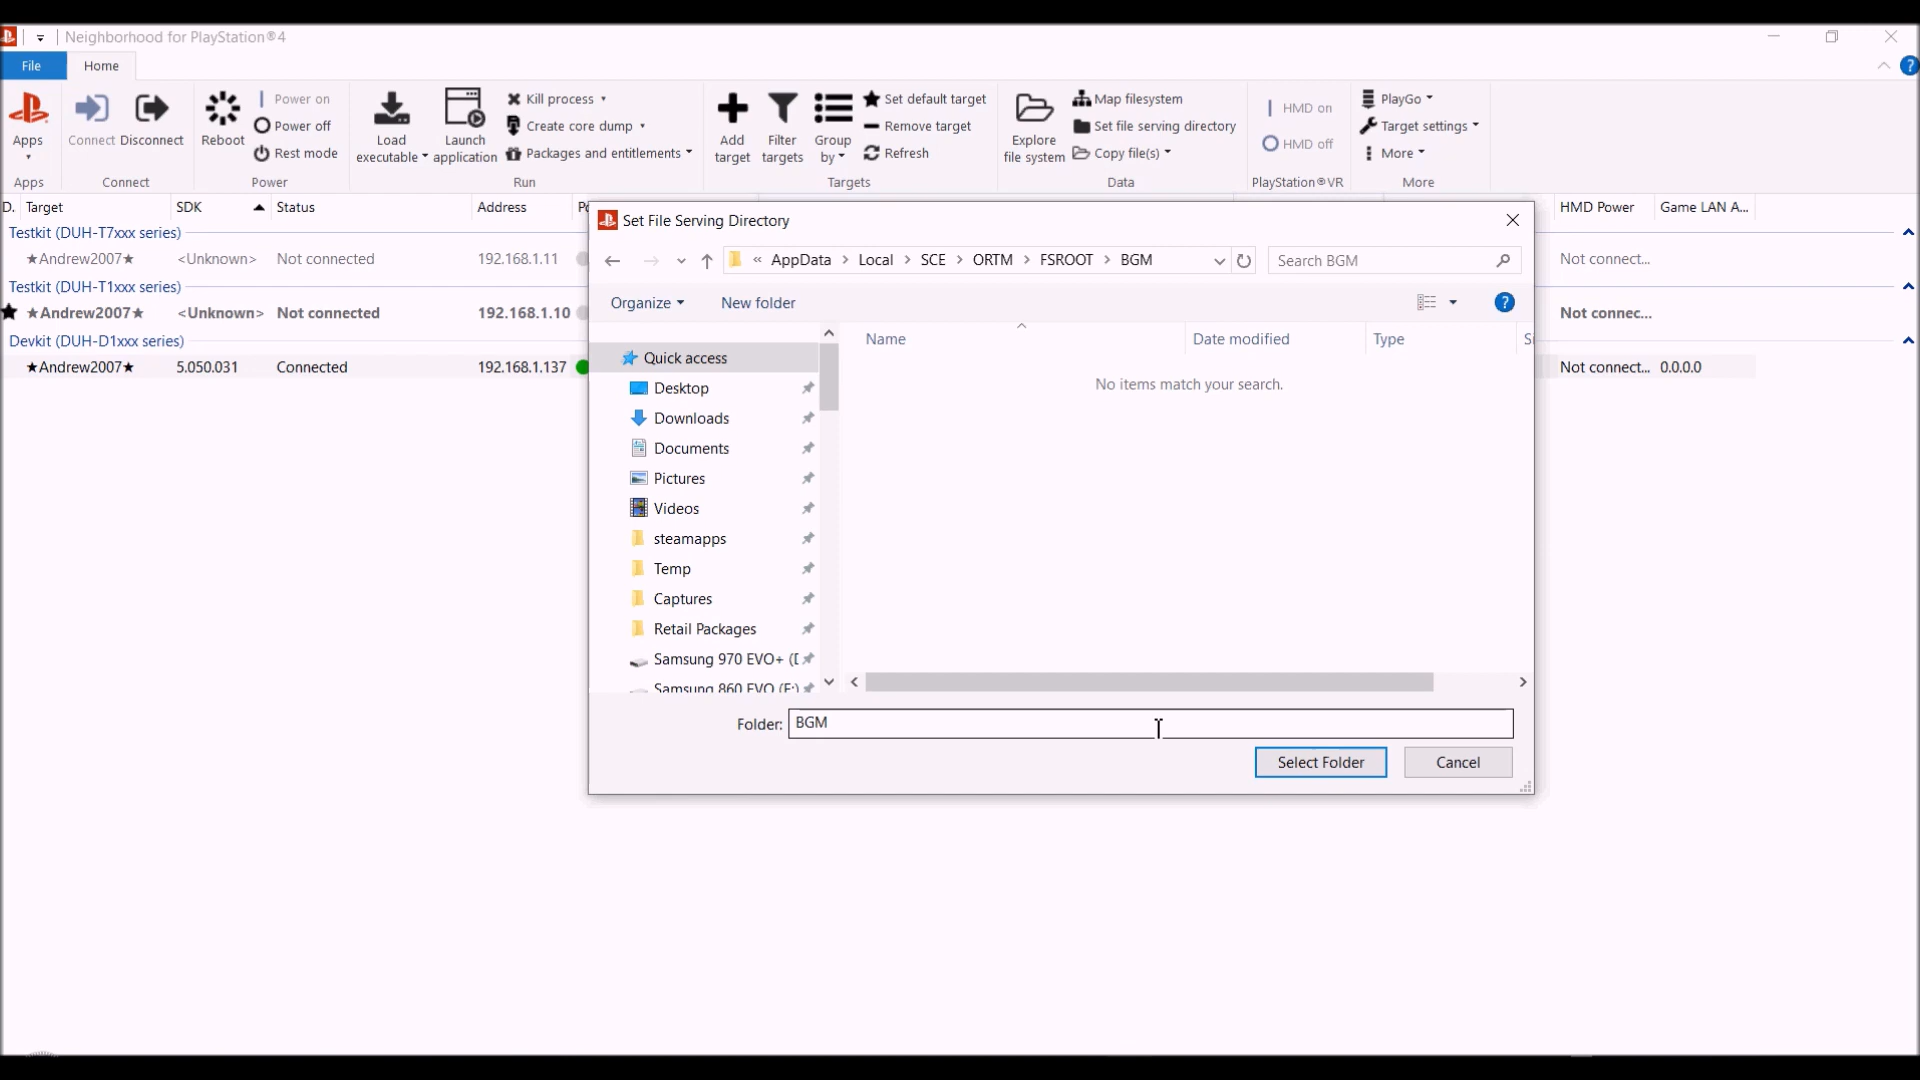 Neighborhood for PlayStation®4
File
Home
Apps
Connect
Disconnect
Reboot
Power on
Power off
Rest mode
Load executable
Launch application
Kill process
Create core dump
Packages and entitlements
Add target
Filter targets
Group by
Set default target
Remove target
Refresh
Explore file system
Map filesystem
Set file serving directory
Copy file(s)
HMD on
HMD off
PlayGo
Target settings
More
Apps
Connect
Power
Run
Targets
Data
PlayStation®VR
More
D. Target SDK Status Address HMD Power Game LAN A...
Testkit (DUH-T7xxx series)
★Andrew2007★ <Unknown> Not connected 192.168.1.11 Not connect...
Testkit (DUH-T1xxx series)
★ ★Andrew2007★ <Unknown> Not connected 192.168.1.10 Not connec...
Devkit (DUH-D1xxx series)
★Andrew2007★ 5.050.031 Connected 192.168.1.137 Not connect... 0.0.0.0
Set File Serving Directory
« AppData > Local > SCE > ORTM > FSROOT > BGM
Search BGM
Organize
New folder
Name Date modified Type
No items match your search.
Quick access
Desktop
Downloads
Documents
Pictures
Videos
steamapps
Temp
Captures
Retail Packages
Samsung 970 EVO+ (
Samsung 860 EVO
Folder: BGM
Select Folder
Cancel